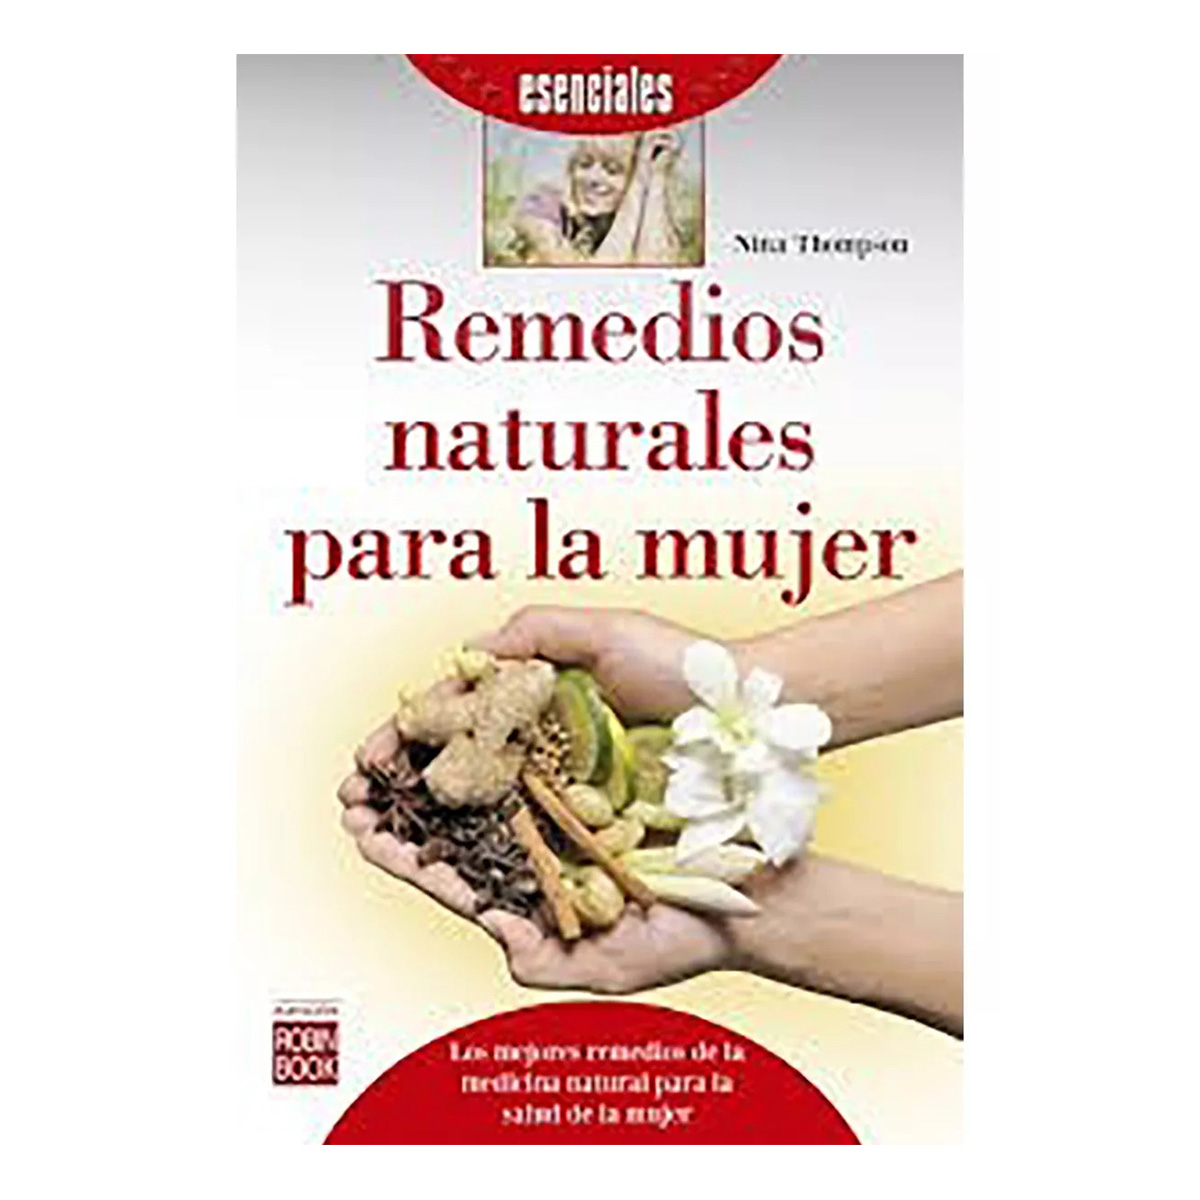 esenciales
Nina Thompson
Remedios
naturales
para la mujer
ROBIN
BOOK
Los mejores remedios de la
medicina natural para la
salud de la mujer